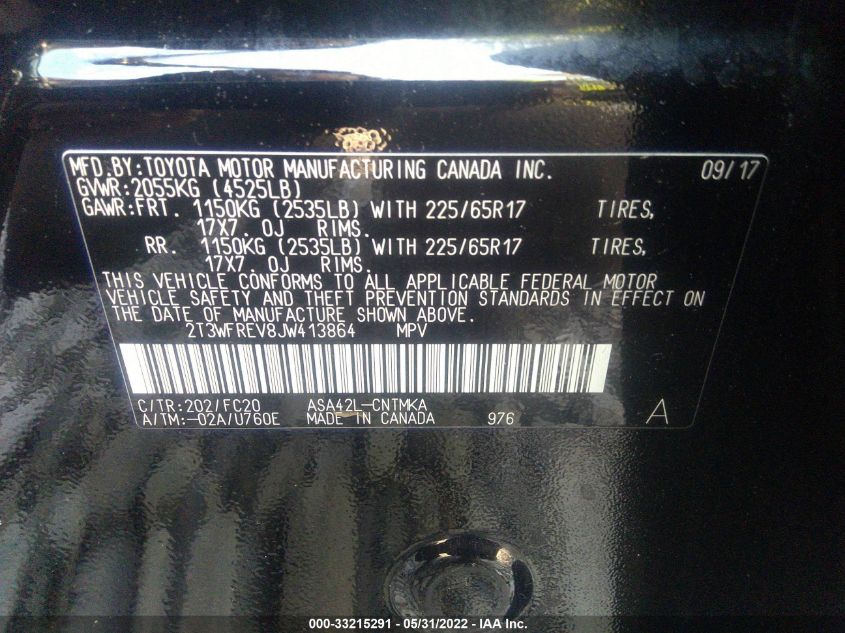 MFD.BY:TOYOTA MOTOR MANUFACTURING CANADA INC. 09/17
GVWR:2055KG (4525LB)
GAWR:FRT. 1150KG (2535LB) WITH 225/65R17 TIRES,
17X7.0J RIMS.
RR. 1150KG (2535LB) WITH 225/65R17 TIRES,
17X7.0J RIMS.
THIS VEHICLE CONFORMS TO ALL APPLICABLE FEDERAL MOTOR
VEHICLE SAFETY AND THEFT PREVENTION STANDARDS IN EFFECT ON
THE DATE OF MANUFACTURE SHOWN ABOVE.
2T3WFREV8JW413864 MPV
C/TR:202/FC20 ASA42L-CNTMKA
A/TM:-02A/U760E MADE IN CANADA 976 A
000-33215291 - 05/31/2022 - IAA Inc.